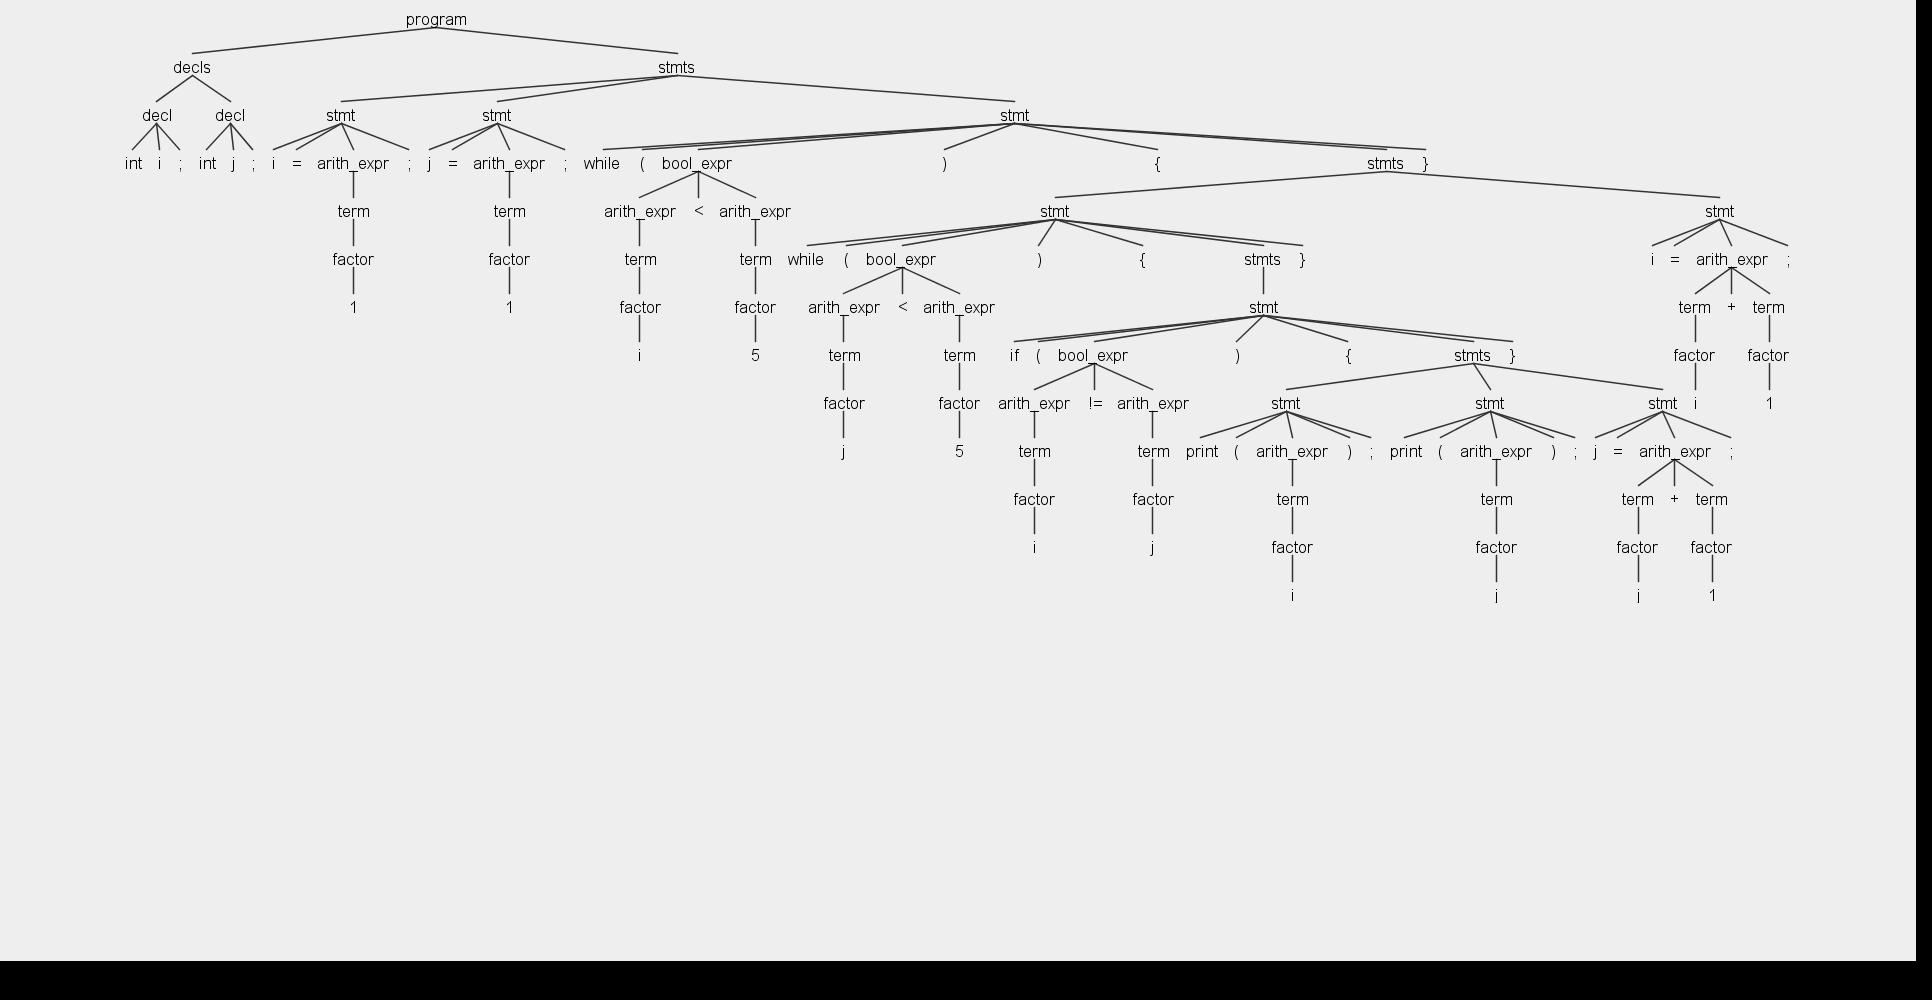 program
decls stmts
decl decl stmt stmt stmt
int i ; int j ; i = arith_expr ; j = arith_expr ; while ( bool_expr ) { stmts }
term term arith_expr < arith_expr stmt stmt
factor factor term term while ( bool_expr ) { stmts } i = arith_expr ;
1 1 factor factor arith_expr < arith_expr stmt term + term
i 5 term term if ( bool_expr ) { stmts } factor factor
factor factor arith_expr != arith_expr stmt stmt stmt i 1
j 5 term term print ( arith_expr ) ; print ( arith_expr ) ; j = arith_expr ;
factor factor term term term + term
i j factor factor factor factor
i j j 1